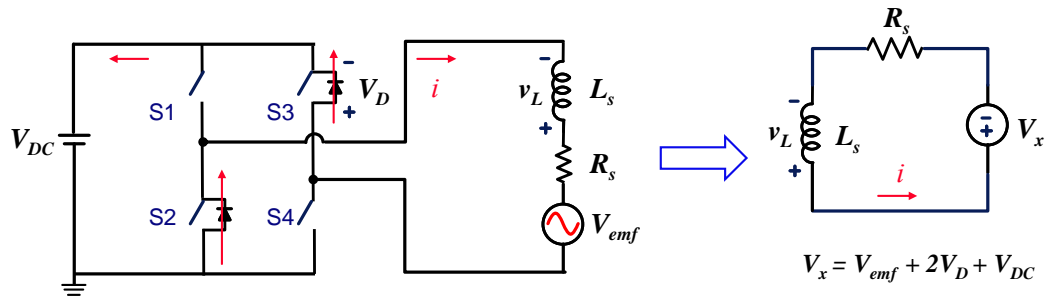 R_s
i
S1
S3
V_D
v_L
L_s
V_DC
R_s
v_L
L_s
V_x
S2
S4
V_emf
i
V_x = V_emf + 2V_D + V_DC